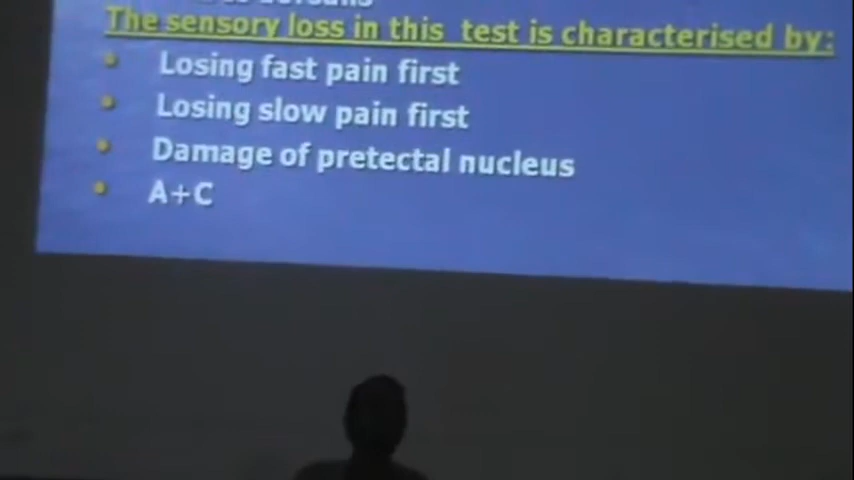 The sensory loss in this test is characterised by:
Losing fast pain first
Losing slow pain first
Damage of pretectal nucleus
A+C